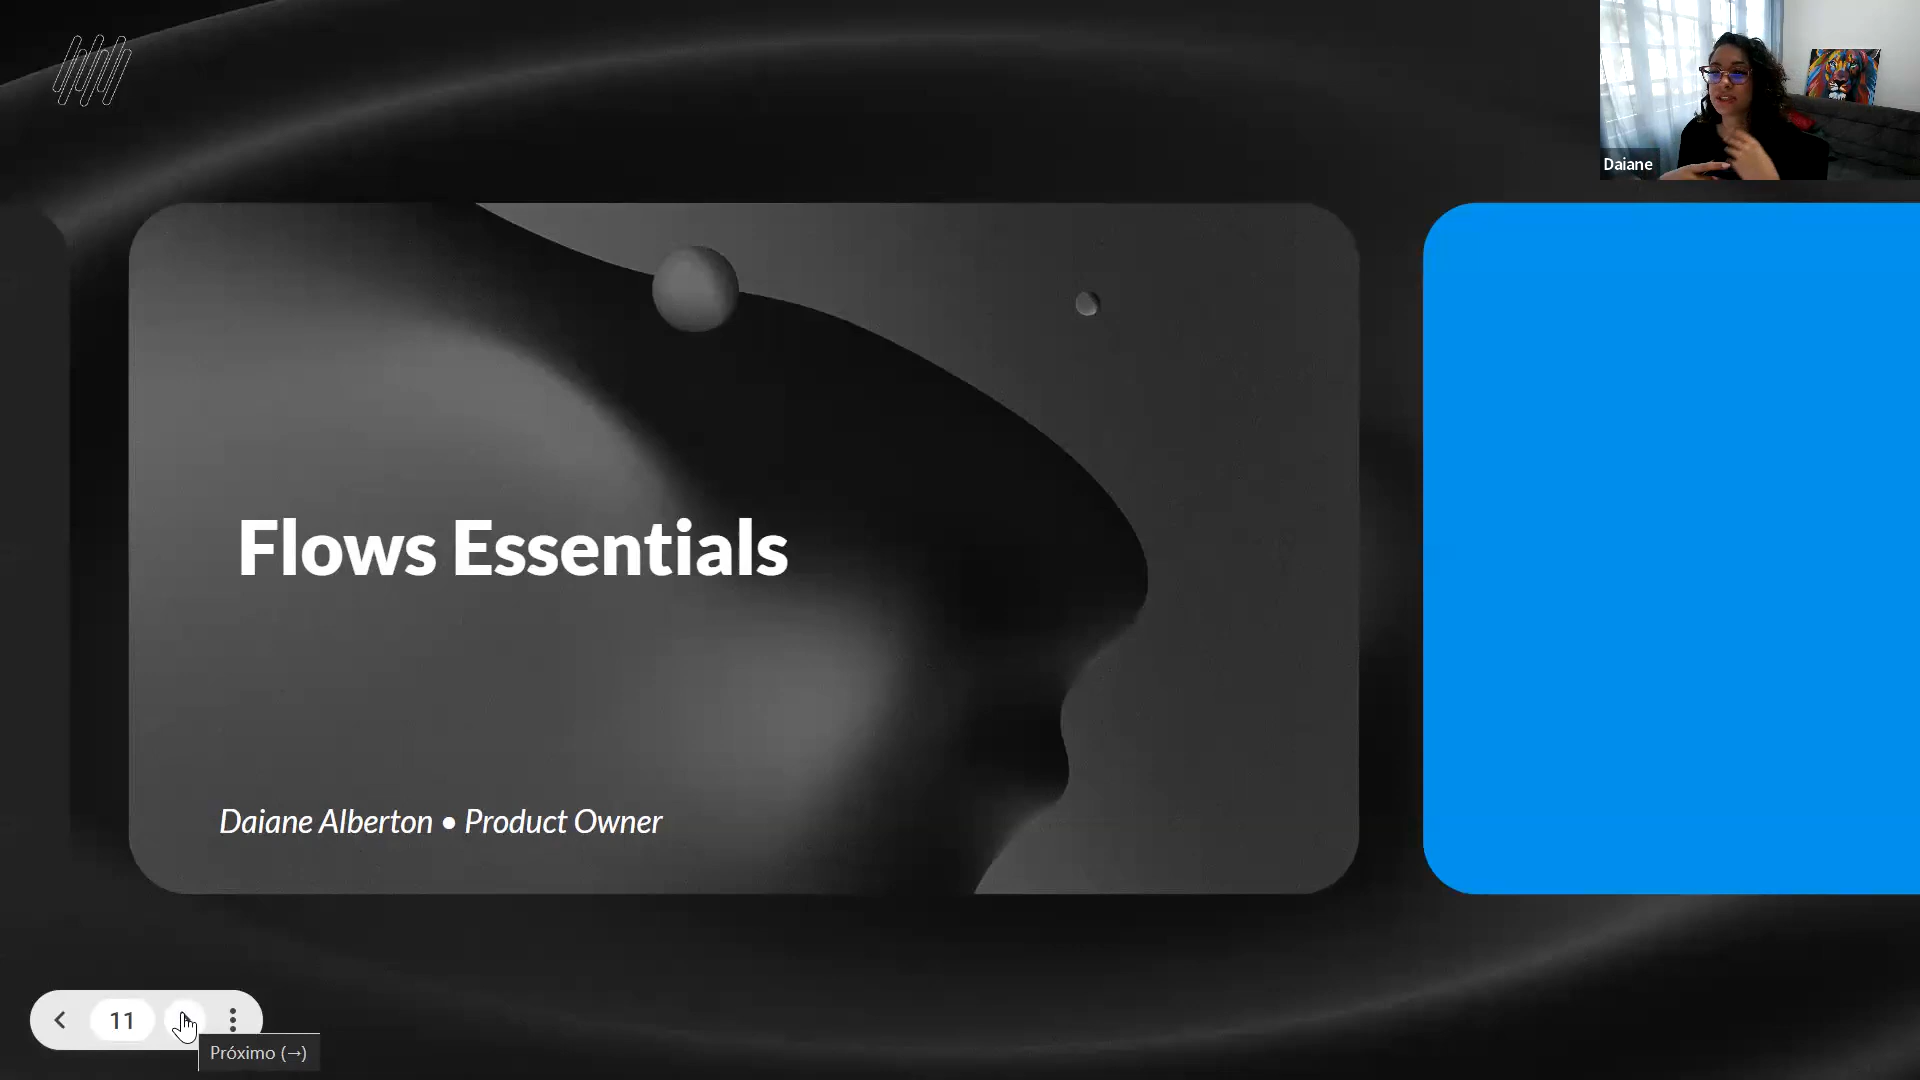 Daiane
Flows Essentials
Daiane Alberton • Product Owner
11
Próximo (→)